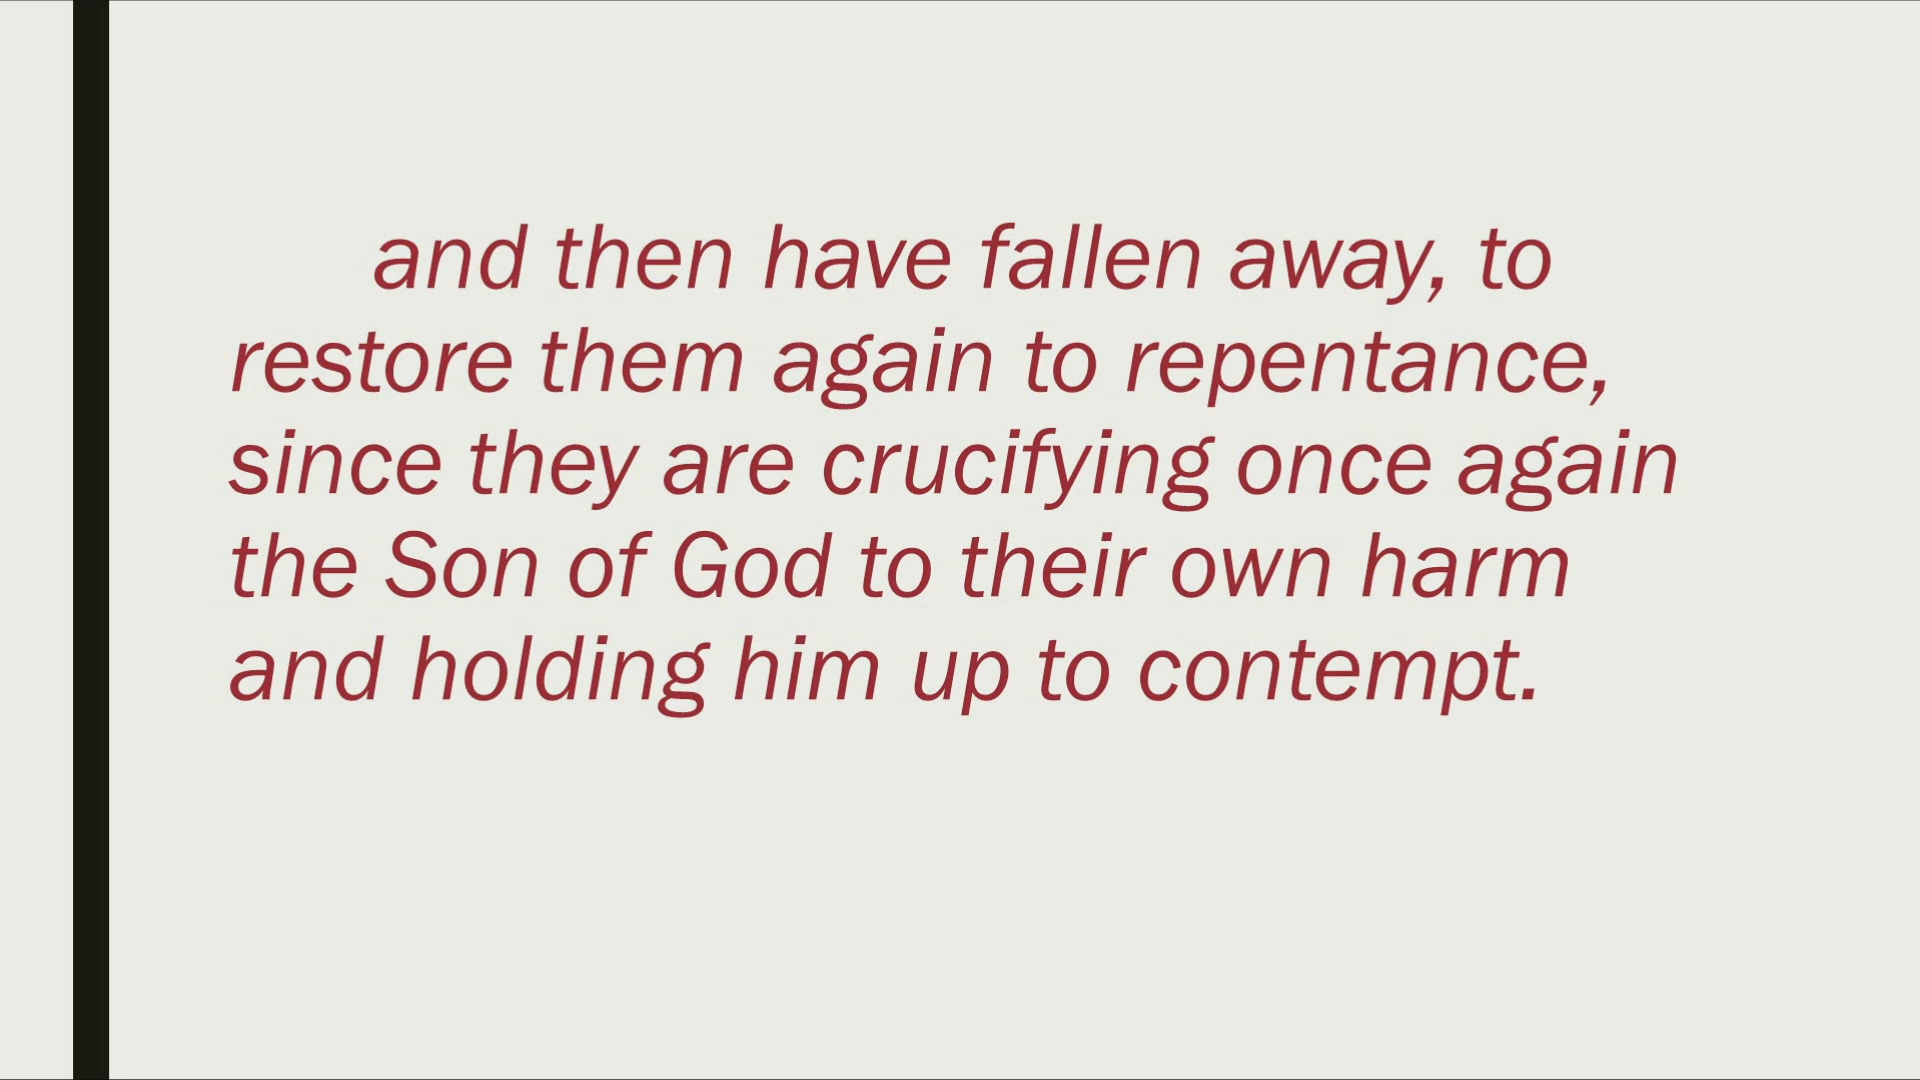 and then have fallen away, to
restore them again to repentance,
since they are crucifying once again
the Son of God to their own harm
and holding him up to contempt.